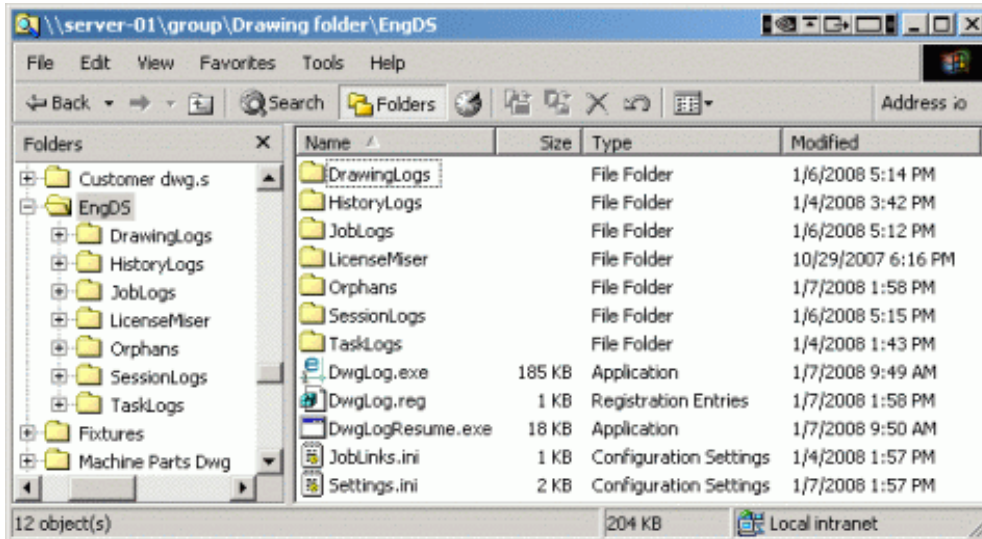 \\server-01\group\Drawing folder\EngDS
File Edit View Favorites Tools Help
Back Search Folders Address
Folders Name Size Type Modified
Customer dwg.s DrawingLogs File Folder 1/6/2008 5:14 PM
EngDS HistoryLogs File Folder 1/4/2008 3:42 PM
DrawingLogs JobLogs File Folder 1/6/2008 5:12 PM
HistoryLogs LicenseMiser File Folder 10/29/2007 6:16 PM
JobLogs Orphans File Folder 1/7/2008 1:58 PM
LicenseMiser SessionLogs File Folder 1/6/2008 5:15 PM
Orphans TaskLogs File Folder 1/4/2008 1:43 PM
SessionLogs DwgLog.exe 185 KB Application 1/7/2008 9:49 AM
TaskLogs DwgLog.reg 1 KB Registration Entries 1/7/2008 1:58 PM
Fixtures DwgLogResume.exe 18 KB Application 1/7/2008 9:50 AM
Machine Parts Dwg JobLinks.ini 1 KB Configuration Settings 1/4/2008 1:57 PM
Settings.ini 2 KB Configuration Settings 1/7/2008 1:57 PM
12 object(s) 204 KB Local intranet